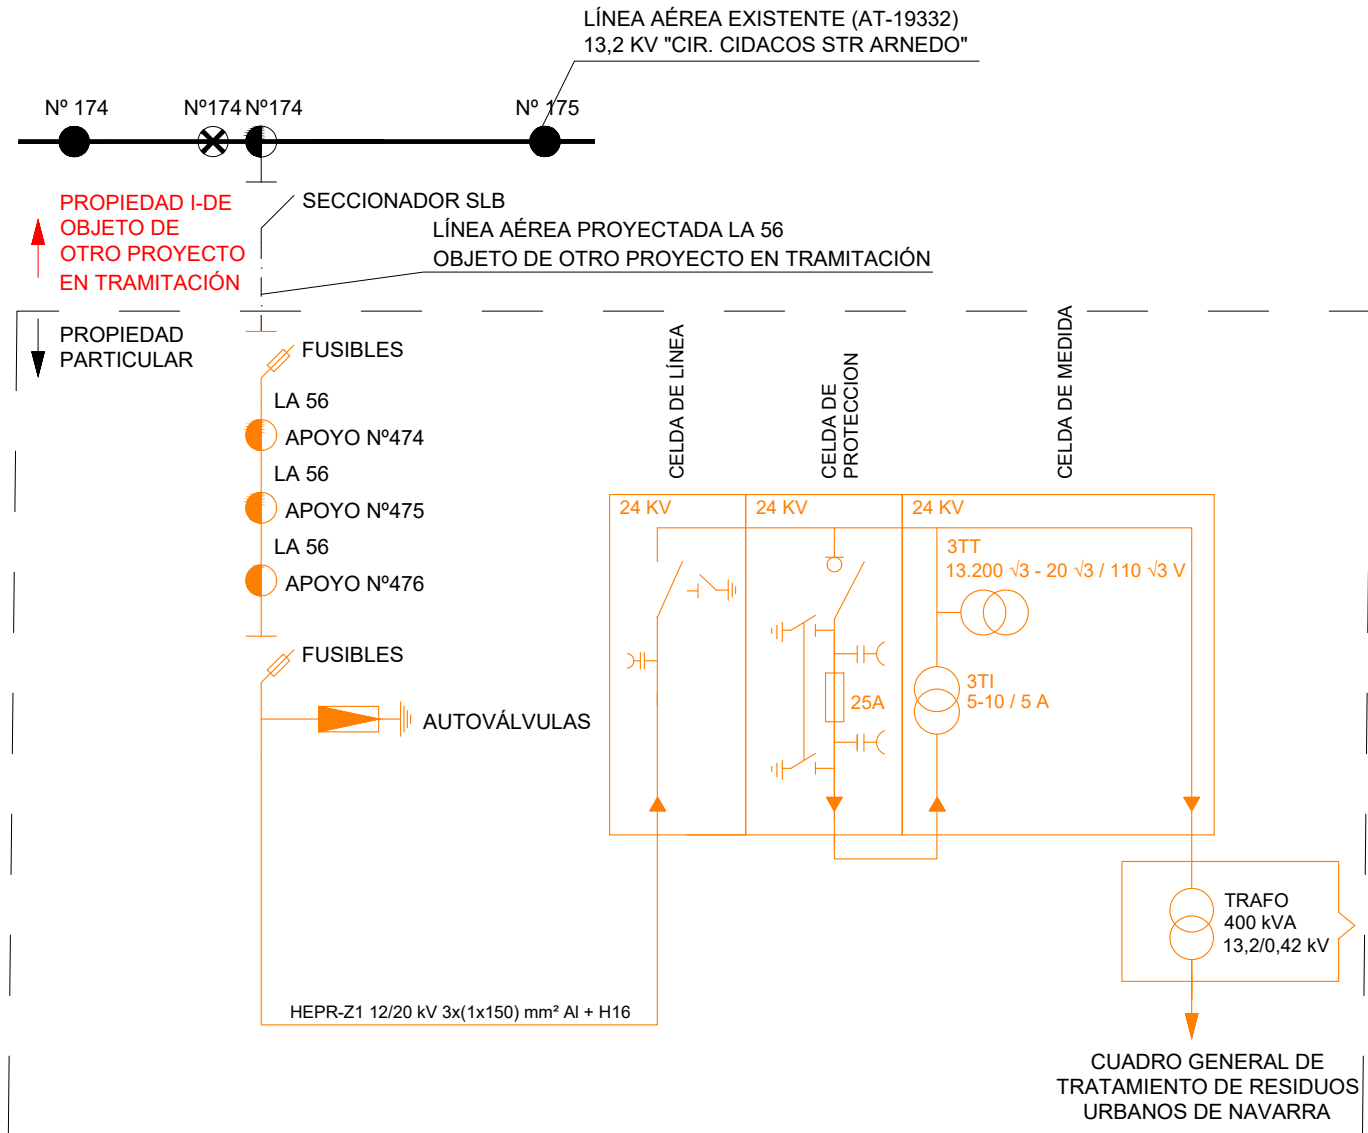 LÍNEA AÉREA EXISTENTE (AT-19332)
13,2 KV "CIR. CIDACOS STR ARNEDO"
Nº 174
Nº174
Nº174
Nº 175
PROPIEDAD I-DE
OBJETO DE
OTRO PROYECTO
EN TRAMITACIÓN
SECCIONADOR SLB
LÍNEA AÉREA PROYECTADA LA 56
OBJETO DE OTRO PROYECTO EN TRAMITACIÓN
PROPIEDAD
PARTICULAR
FUSIBLES
LA 56
APOYO Nº474
LA 56
APOYO Nº475
LA 56
APOYO Nº476
FUSIBLES
AUTOVÁLVULAS
CELDA DE LÍNEA
CELDA DE
PROTECCION
CELDA DE MEDIDA
24 KV
24 KV
24 KV
3TT
13.200 √3 - 20 √3 / 110 √3 V
3TI
5-10 / 5 A
25A
TRAFO
400 kVA
13,2/0,42 kV
HEPR-Z1 12/20 kV 3x(1x150) mm² Al + H16
CUADRO GENERAL DE
TRATAMIENTO DE RESIDUOS
URBANOS DE NAVARRA